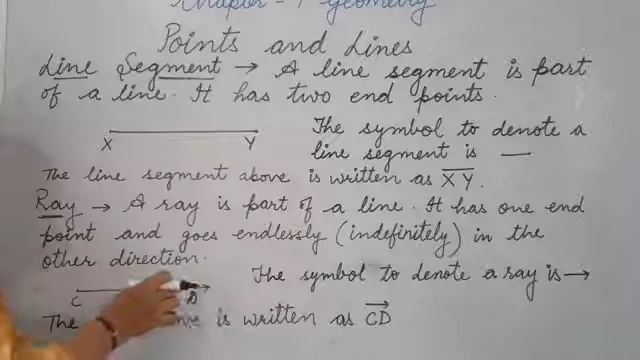 Chapter - 7 Geometry
Points and Lines
Line Segment → A line segment is part
of a line. It has two end points.
The symbol to denote a
line segment is —
X Y
The line segment above is written as XY.
Ray → A ray is part of a line. It has one end
point and goes endlessly (indefinitely) in the
other direction.
The symbol to denote a ray is →
C D
The is written as CD